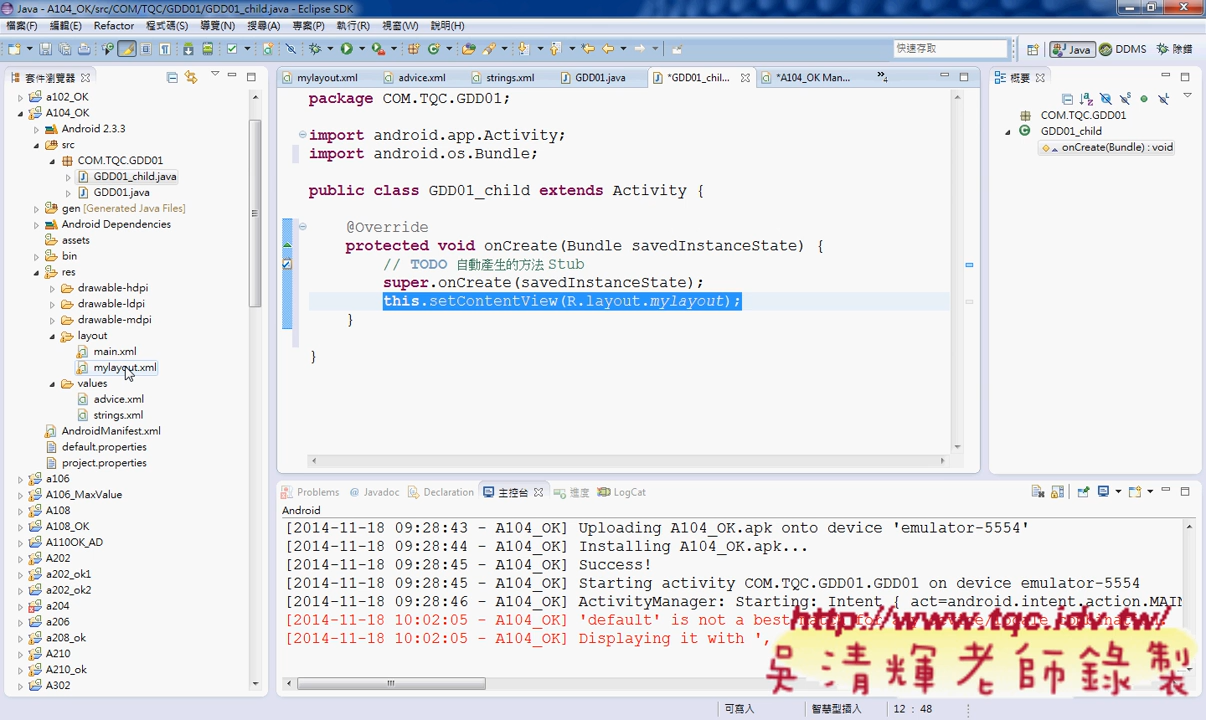 Java - A104_OK/src/COM/TQC/GDD01/GDD01_child.java - Eclipse SDK
檔案(F) 編輯(E) Refactor 程式碼(S) 導覽(N) 搜尋(A) 專案(P) 執行(R) 視窗(W) 說明(H)
快速存取
Java DDMS 除錯
套件瀏覽器
a102_OK
A104_OK
Android 2.3.3
src
COM.TQC.GDD01
GDD01_child.java
GDD01.java
gen [Generated Java Files]
Android Dependencies
assets
bin
res
drawable-hdpi
drawable-ldpi
drawable-mdpi
layout
main.xml
mylayout.xml
values
advice.xml
strings.xml
AndroidManifest.xml
default.properties
project.properties
a106
A106_MaxValue
A108
A108_OK
A110OK_AD
A202
a202_ok1
a202_ok2
a204
a206
a208_ok
A210
A210_ok
A302
mylayout.xml advice.xml strings.xml GDD01.java *GDD01_chil... *A104_OK Man... »4
package COM.TQC.GDD01;
import android.app.Activity;
import android.os.Bundle;
public class GDD01_child extends Activity {
@Override
protected void onCreate(Bundle savedInstanceState) {
// TODO 自動產生的方法 Stub
super.onCreate(savedInstanceState);
this.setContentView(R.layout.mylayout);
}
}
概要
COM.TQC.GDD01
GDD01_child
onCreate(Bundle) : void
Problems Javadoc Declaration 主控台 進度 LogCat
Android
[2014-11-18 09:28:43 - A104_OK] Uploading A104_OK.apk onto device 'emulator-5554'
[2014-11-18 09:28:44 - A104_OK] Installing A104_OK.apk...
[2014-11-18 09:28:45 - A104_OK] Success!
[2014-11-18 09:28:45 - A104_OK] Starting activity COM.TQC.GDD01.GDD01 on device emulator-5554
[2014-11-18 09:28:46 - A104_OK] ActivityManager: Starting: Intent { act=android.intent.action.MAIN
[2014-11-18 10:02:05 - A104_OK] 'default' is not a best match for any device/locale combination.
[2014-11-18 10:02:05 - A104_OK] Displaying it with ',
http://www.tqc.idv.tw/
吳清輝老師錄製
可寫入 智慧型插入 12 : 48